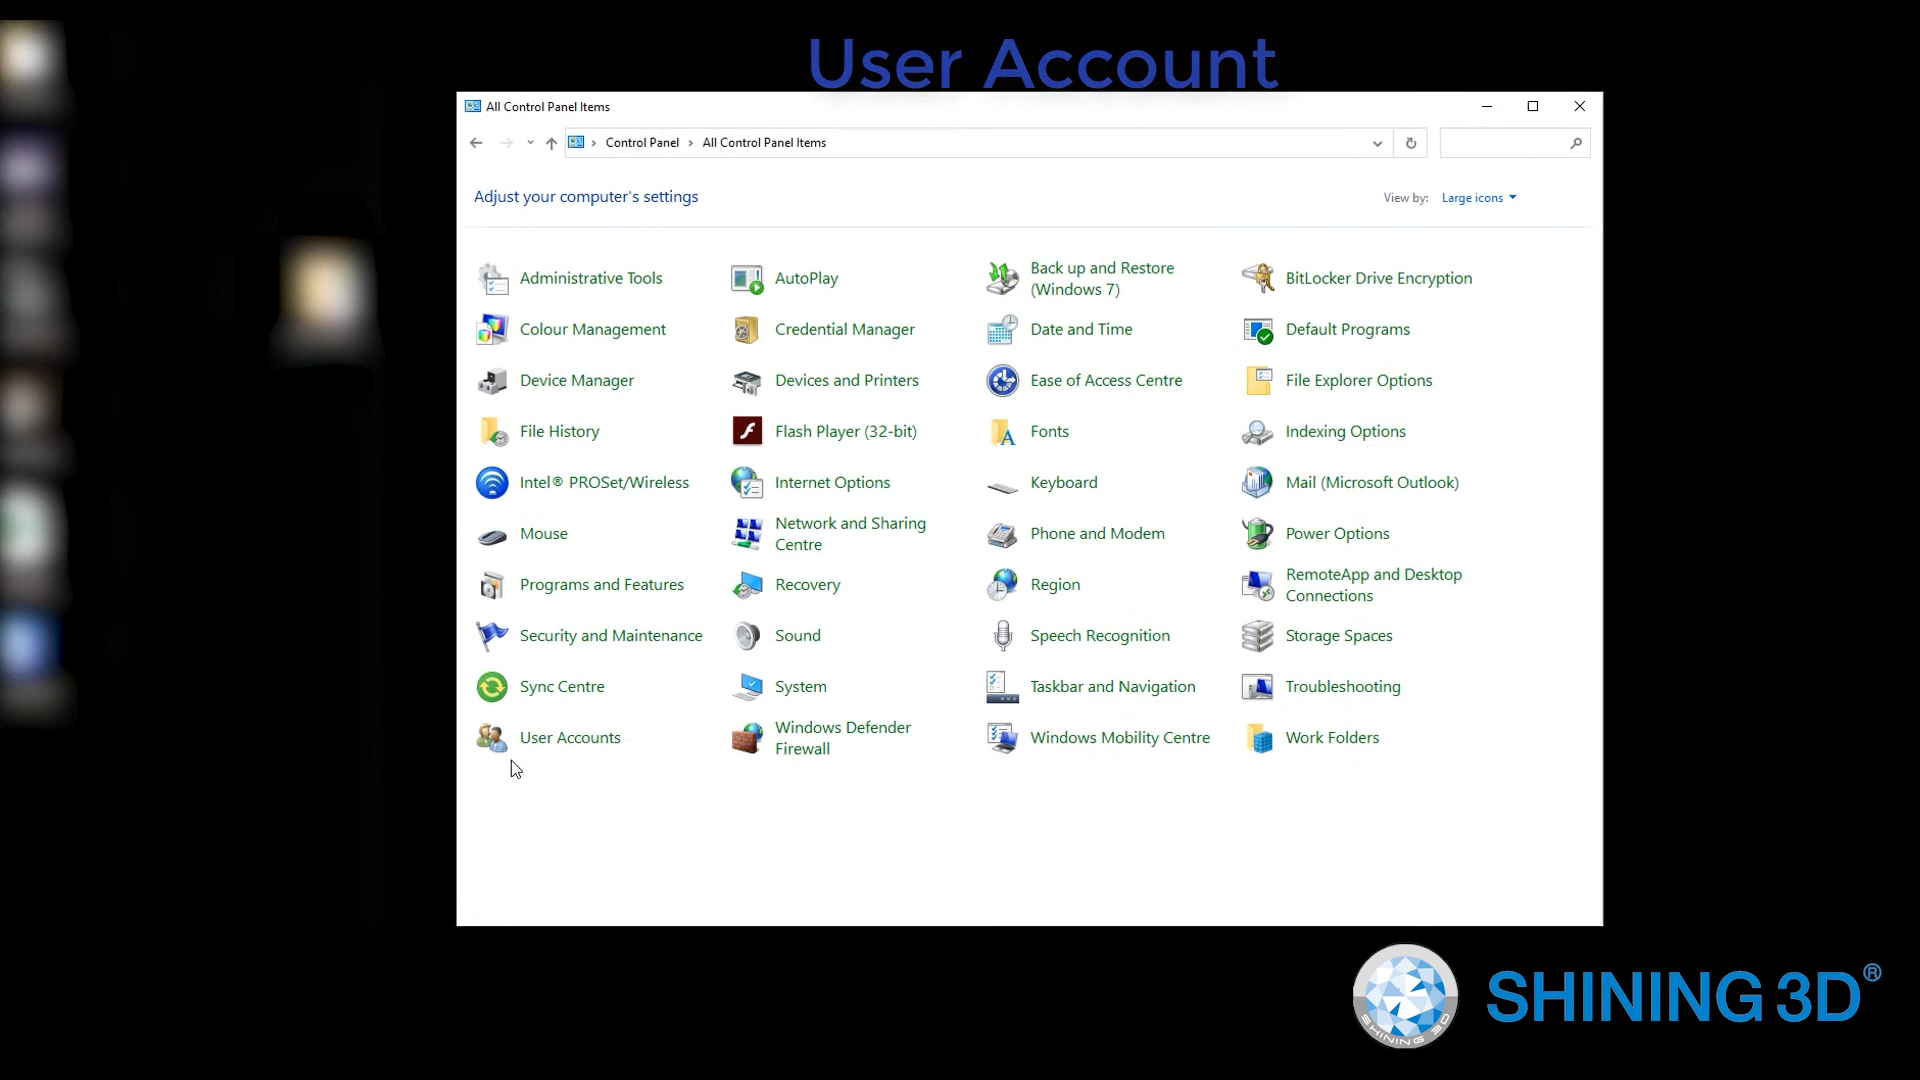 User Account
All Control Panel Items
Control Panel > All Control Panel Items
Adjust your computer's settings
View by: Large icons
Administrative Tools
AutoPlay
Back up and Restore
(Windows 7)
BitLocker Drive Encryption
Colour Management
Credential Manager
Date and Time
Default Programs
Device Manager
Devices and Printers
Ease of Access Centre
File Explorer Options
File History
Flash Player (32-bit)
Fonts
Indexing Options
Intel® PROSet/Wireless
Internet Options
Keyboard
Mail (Microsoft Outlook)
Mouse
Network and Sharing
Centre
Phone and Modem
Power Options
Programs and Features
Recovery
Region
RemoteApp and Desktop
Connections
Security and Maintenance
Sound
Speech Recognition
Storage Spaces
Sync Centre
System
Taskbar and Navigation
Troubleshooting
User Accounts
Windows Defender
Firewall
Windows Mobility Centre
Work Folders
SHINING 3D
SHINING 3D®